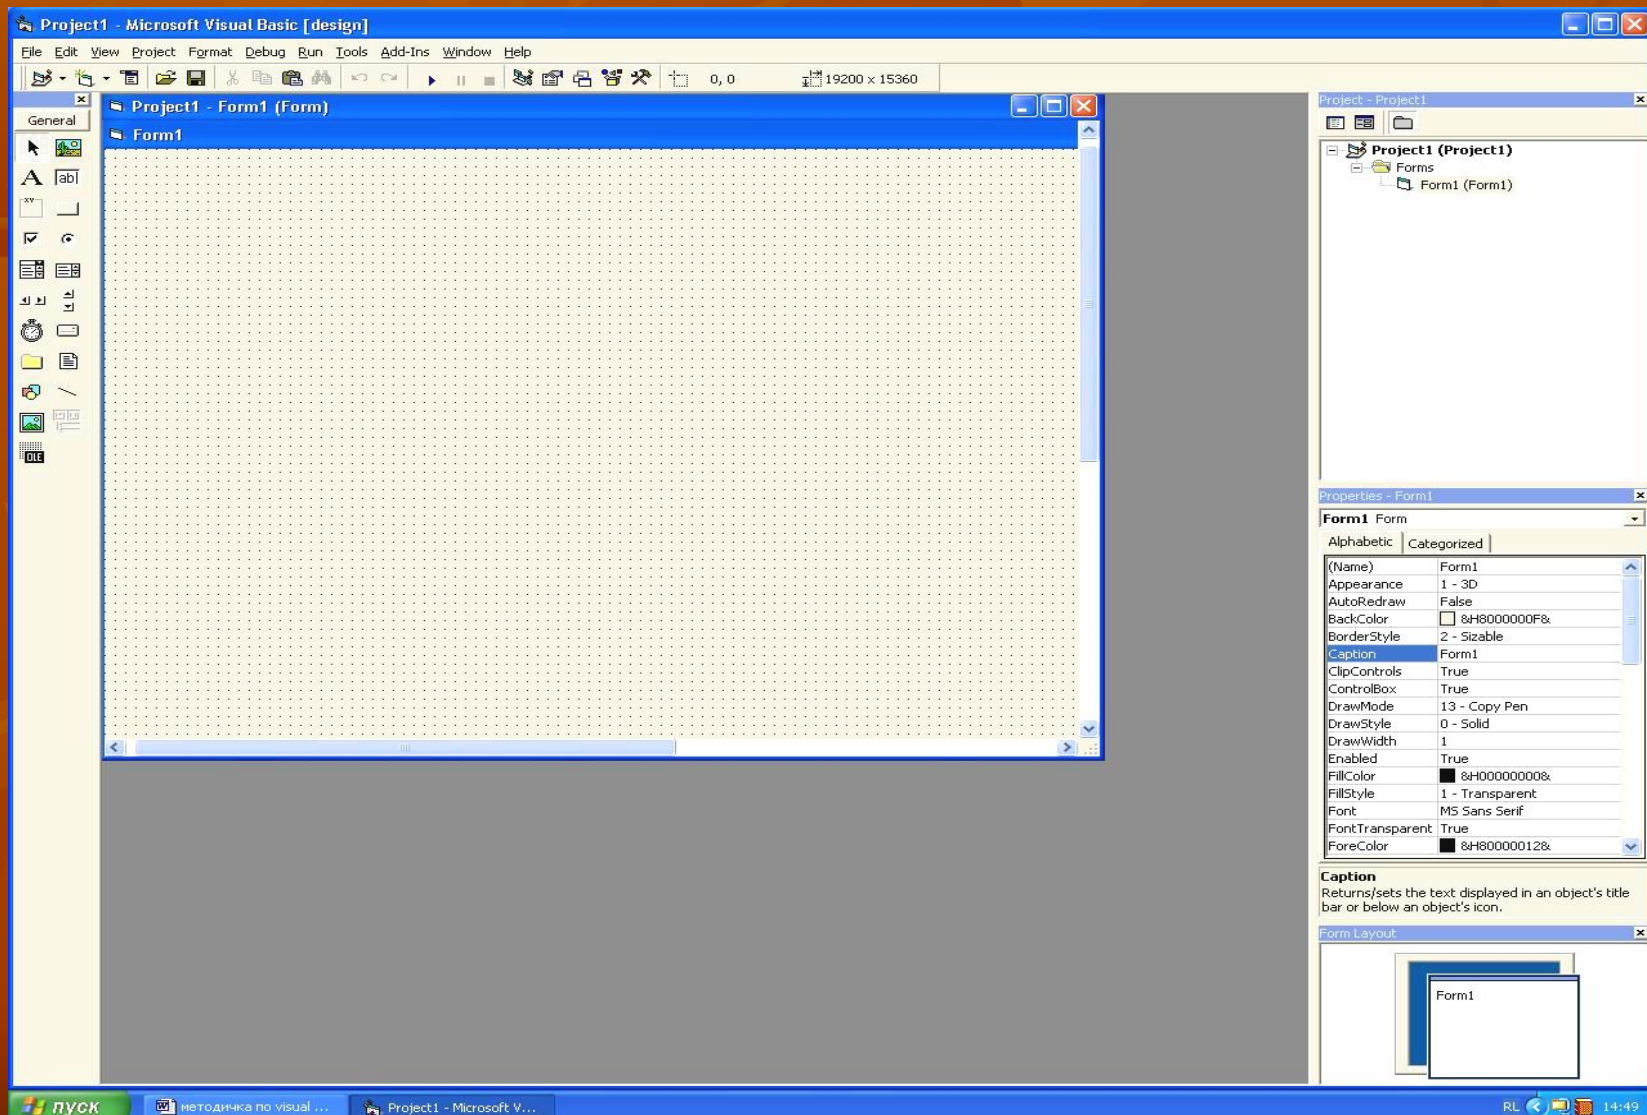 Project1 - Microsoft Visual Basic [design]
File Edit View Project Format Debug Run Tools Add-Ins Window Help
0, 0 19200 x 15360
General
A ab
xv
OLE
Project1 - Form1 (Form)
Form1
Project - Project1
Project1 (Project1)
Forms
Form1 (Form1)
Properties - Form1
Form1 Form
Alphabetic Categorized
(Name) Form1
Appearance 1 - 3D
AutoRedraw False
BackColor &H8000000F&
BorderStyle 2 - Sizable
Caption Form1
ClipControls True
ControlBox True
DrawMode 13 - Copy Pen
DrawStyle 0 - Solid
DrawWidth 1
Enabled True
FillColor &H00000000&
FillStyle 1 - Transparent
Font MS Sans Serif
FontTransparent True
ForeColor &H80000012&
Caption
Returns/sets the text displayed in an object's title
bar or below an object's icon.
Form Layout
Form1
пуск методичка по visual ... Project1 - Microsoft V... RL 14:49